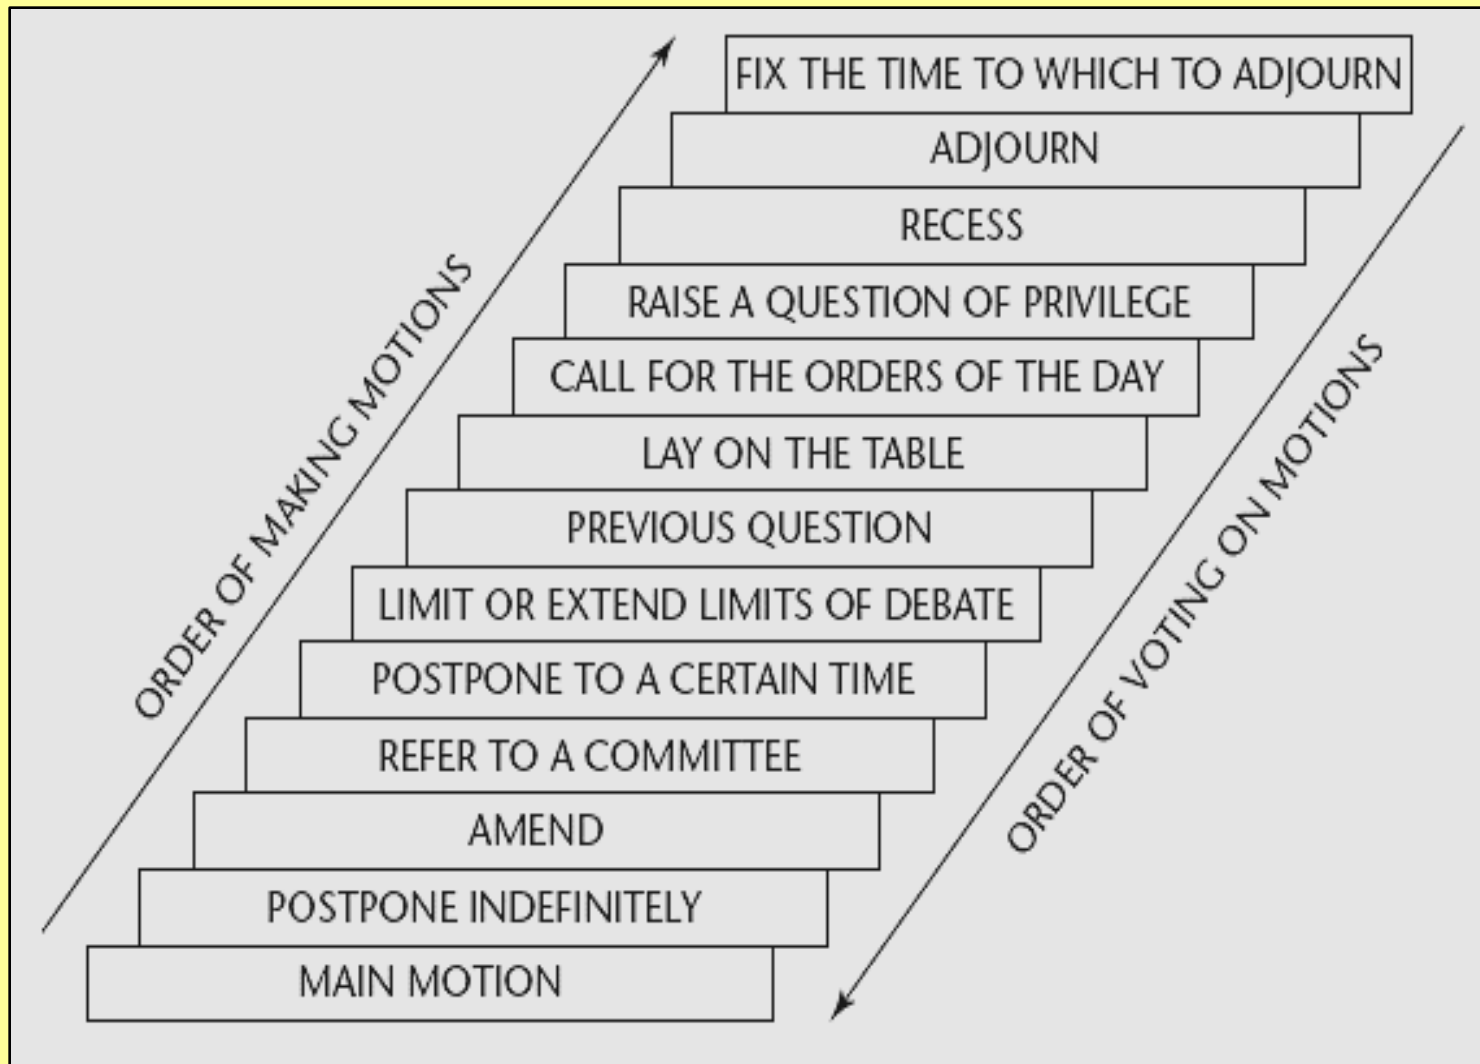 FIX THE TIME TO WHICH TO ADJOURN
ADJOURN
RECESS
RAISE A QUESTION OF PRIVILEGE
CALL FOR THE ORDERS OF THE DAY
LAY ON THE TABLE
PREVIOUS QUESTION
LIMIT OR EXTEND LIMITS OF DEBATE
POSTPONE TO A CERTAIN TIME
REFER TO A COMMITTEE
AMEND
POSTPONE INDEFINITELY
MAIN MOTION
ORDER OF MAKING MOTIONS
ORDER OF VOTING ON MOTIONS